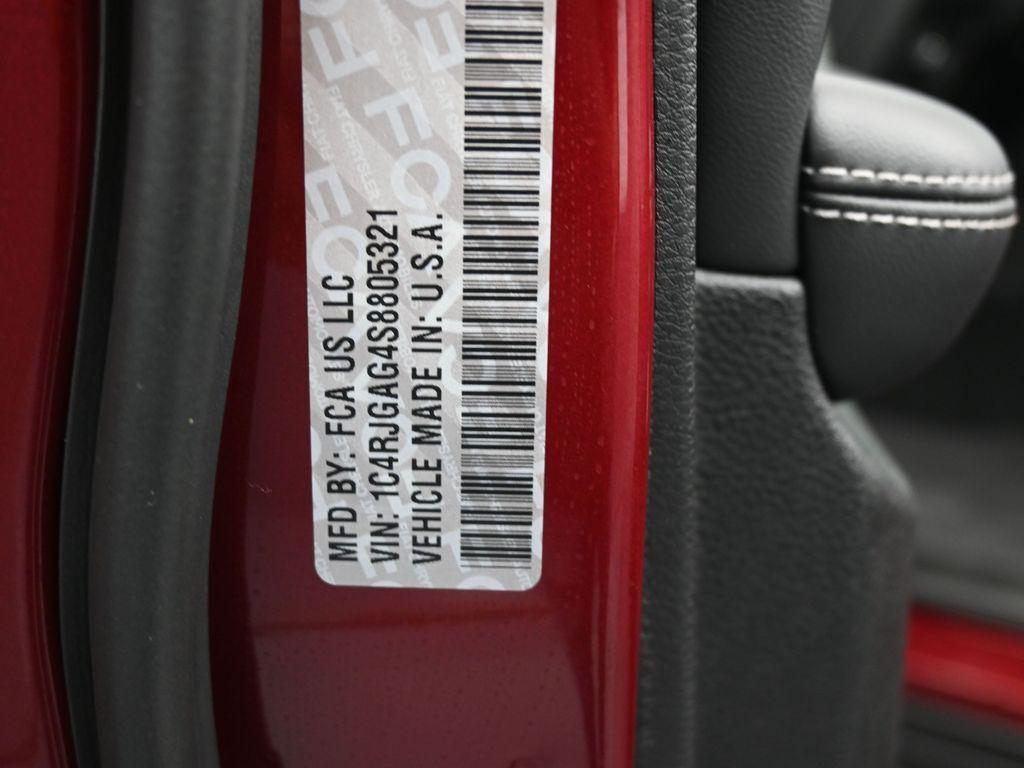 MFD BY: FCA US LLC
VIN: 1C4RJGAG4S8805321
VEHICLE MADE IN: U.S.A.